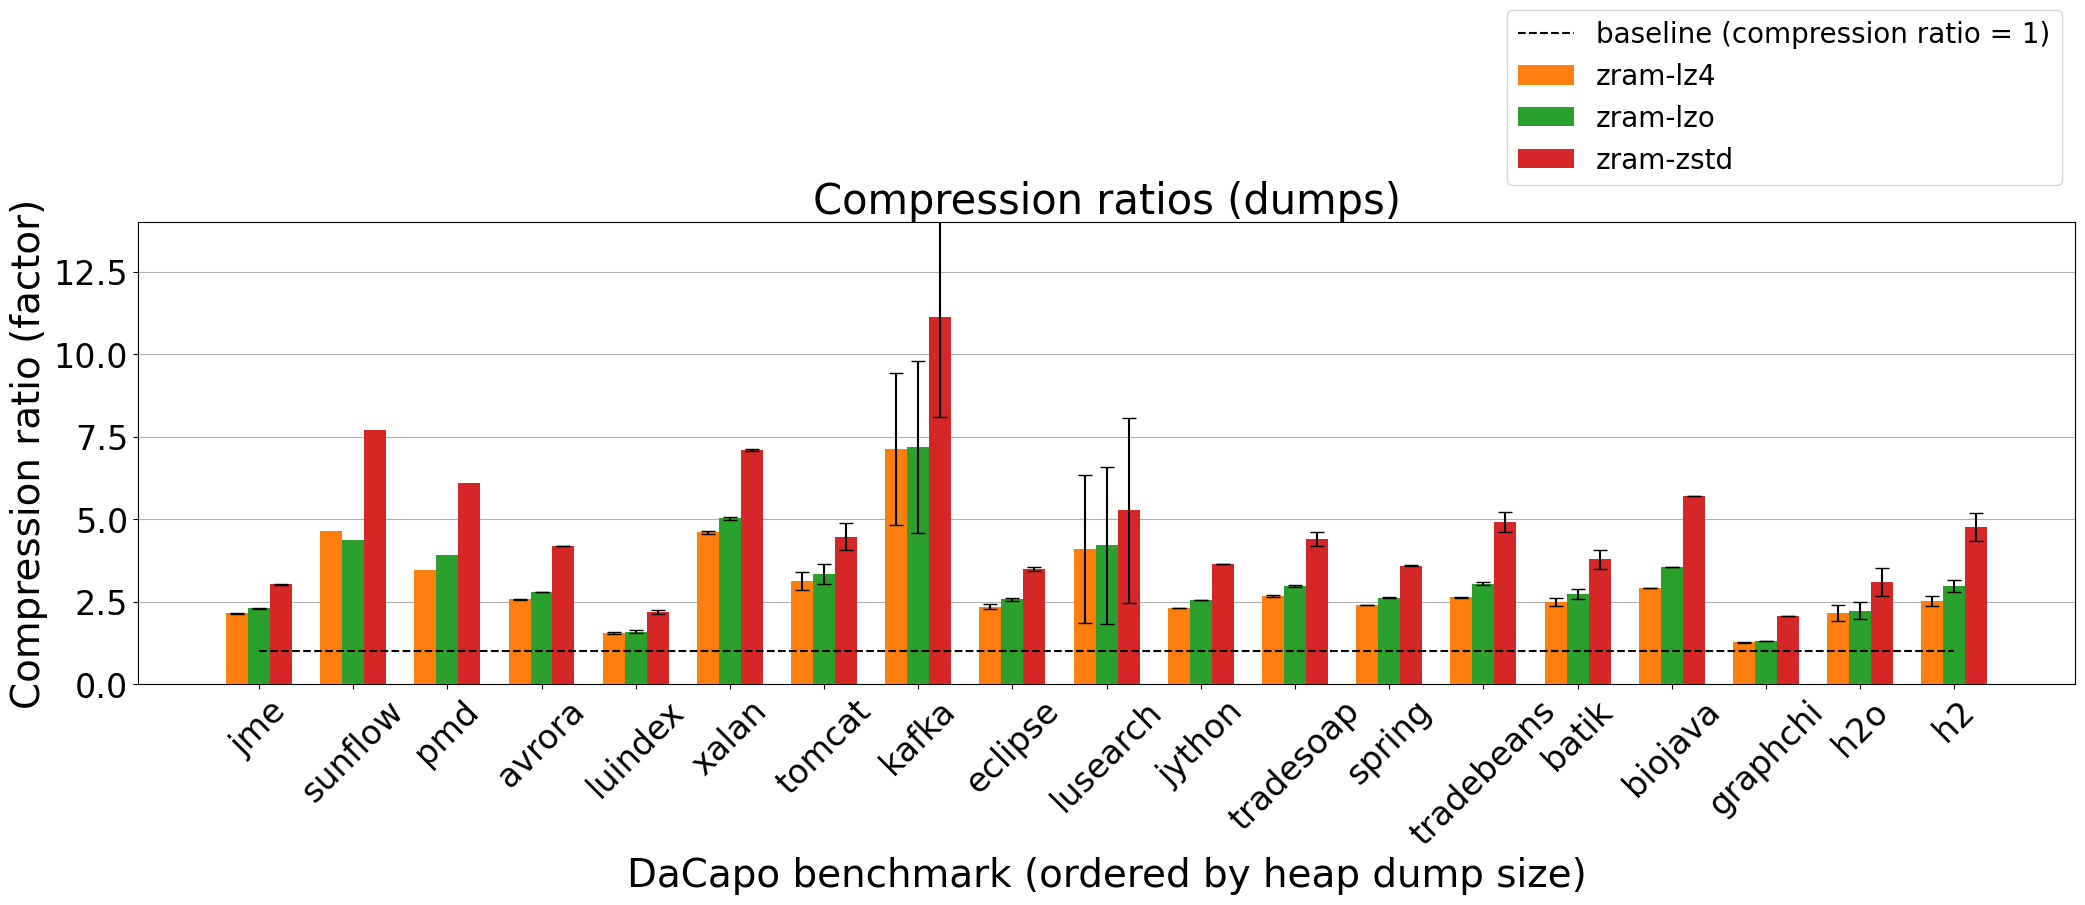 baseline (compression ratio = 1)
zram-lz4
zram-lzo
zram-zstd
Compression ratios (dumps)
Compression ratio (factor)
12.5
10.0
7.5
5.0
2.5
0.0
jme
sunflow
pmd
avrora
luindex
xalan
tomcat
kafka
eclipse
lusearch
jython
tradesoap
spring
tradebeans
batik
biojava
graphchi
h2o
h2
DaCapo benchmark (ordered by heap dump size)